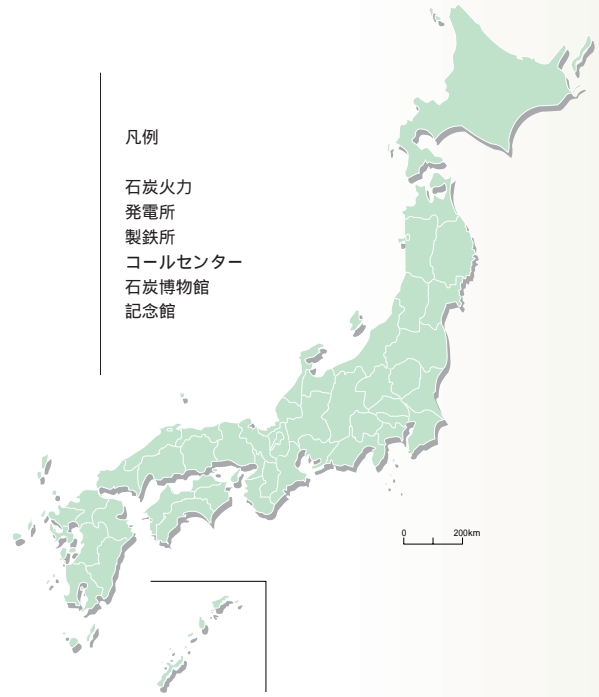 凡例
石炭火力
発電所
製鉄所
コールセンター
石炭博物館
記念館
0 200km